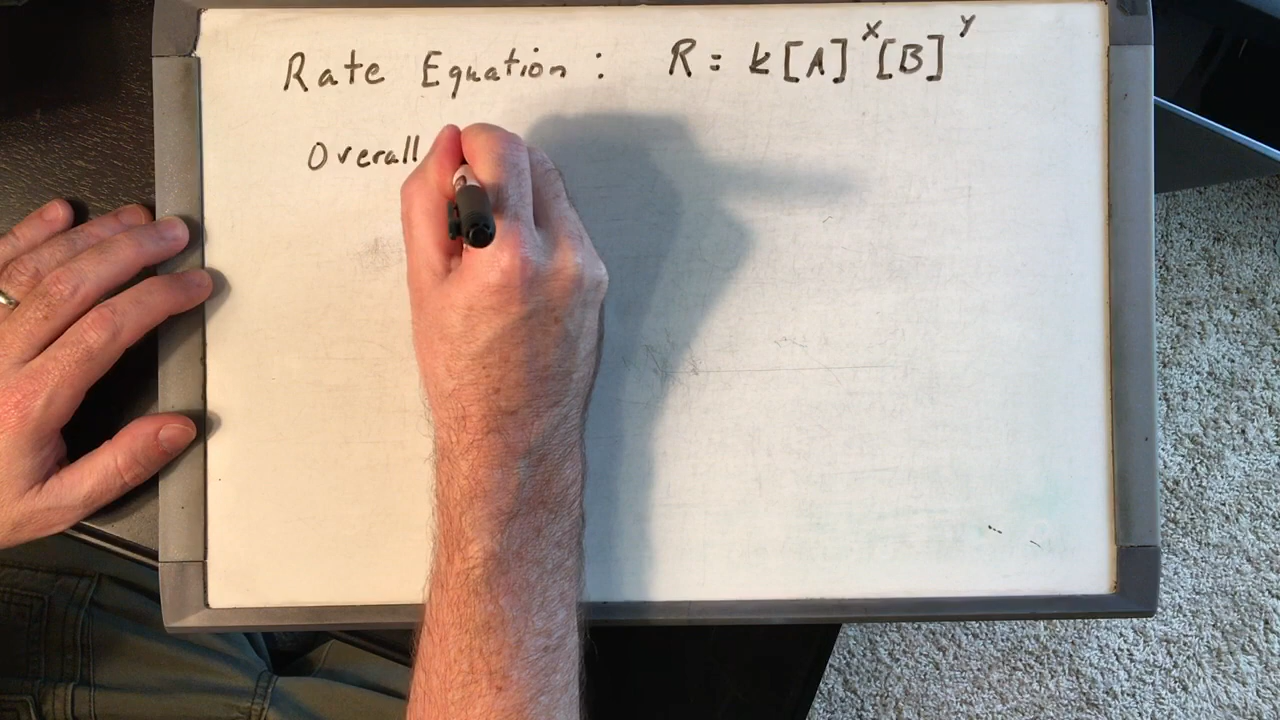 Rate Equation : R = k[A]ˣ[B]ʸ
Overall